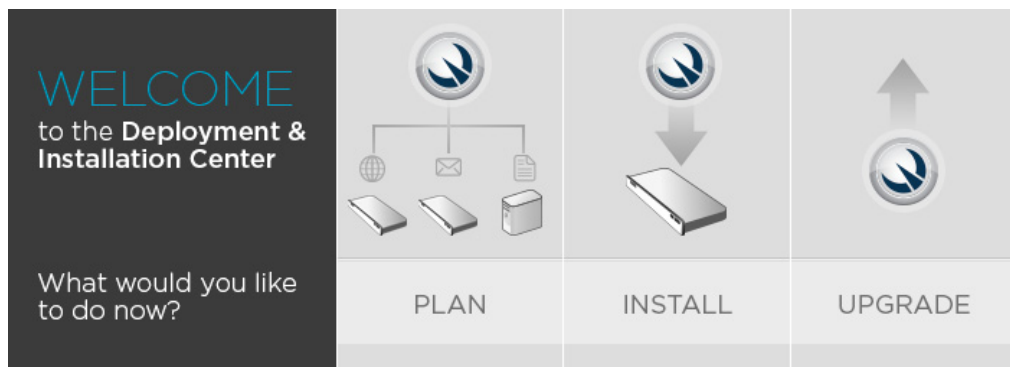 WELCOME
to the Deployment &
Installation Center
What would you like
to do now?
PLAN
INSTALL
UPGRADE